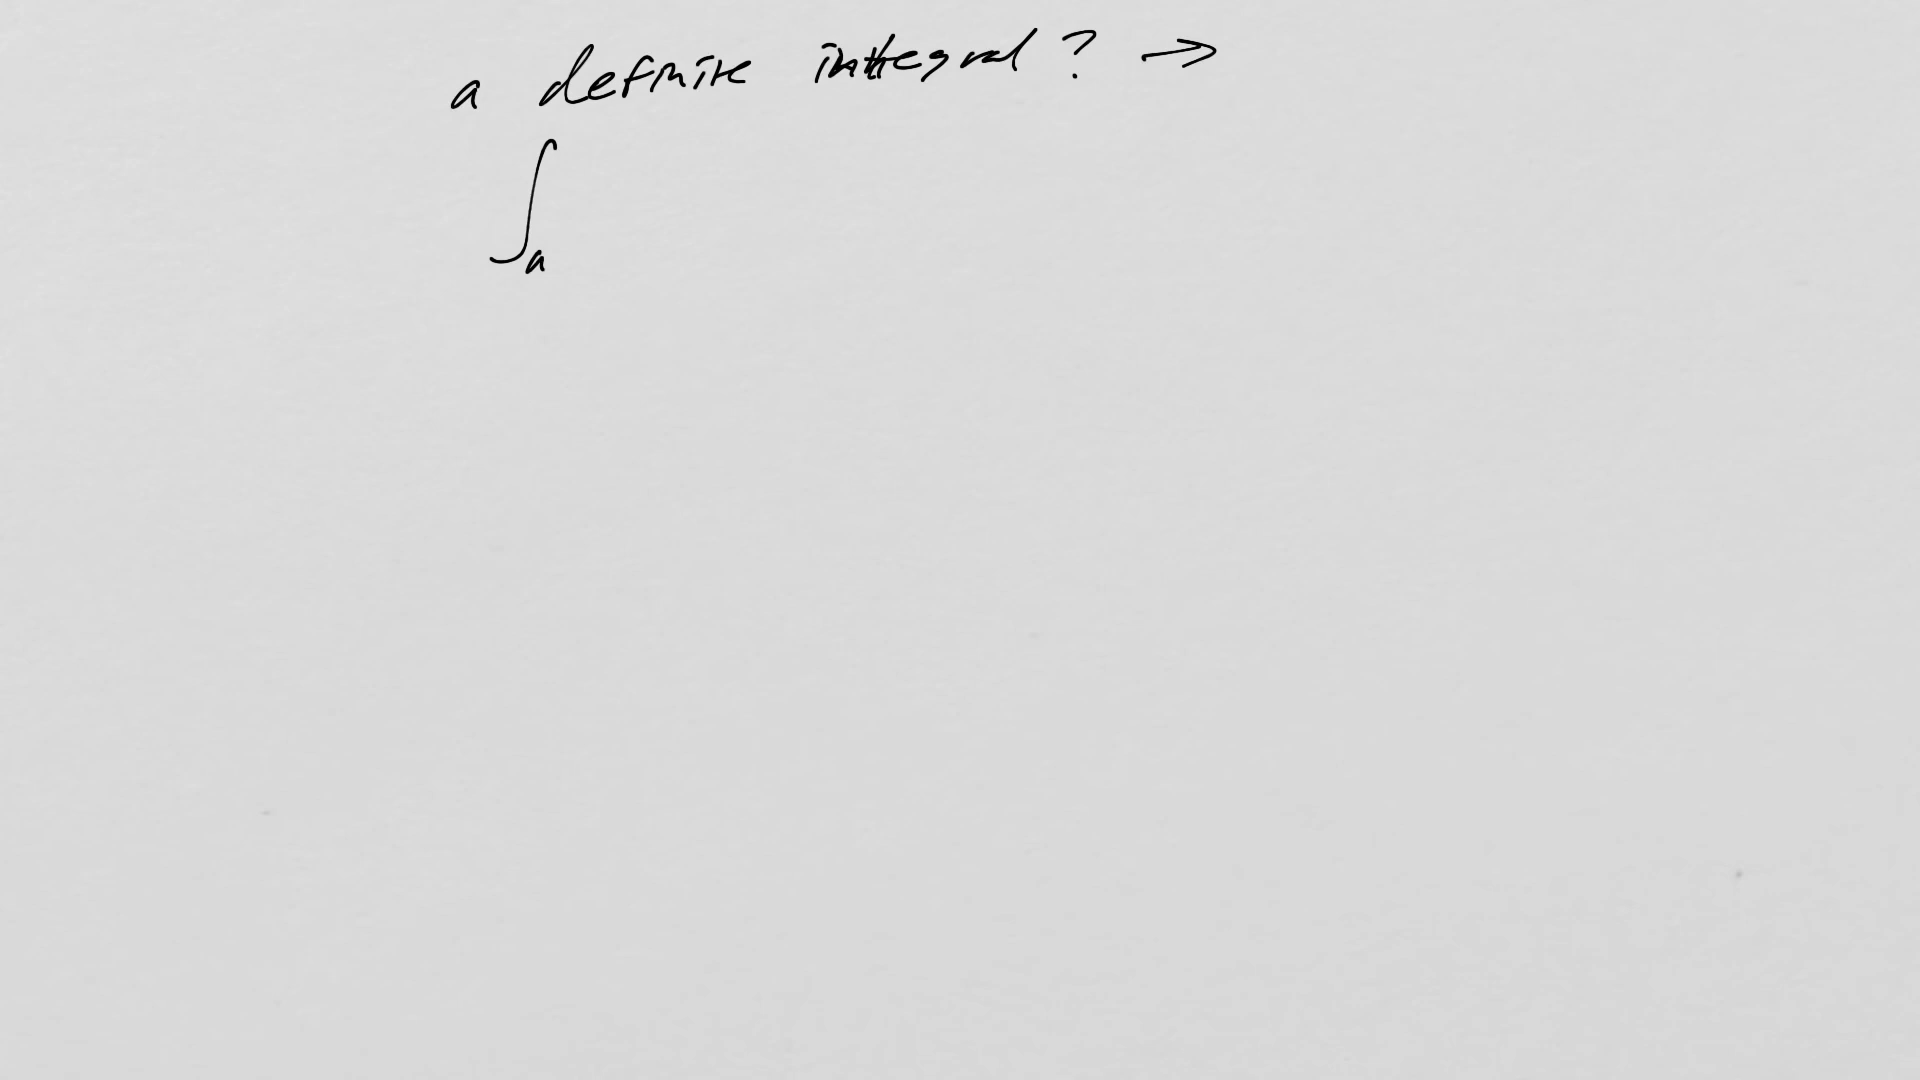 a definite integral ? →
∫a